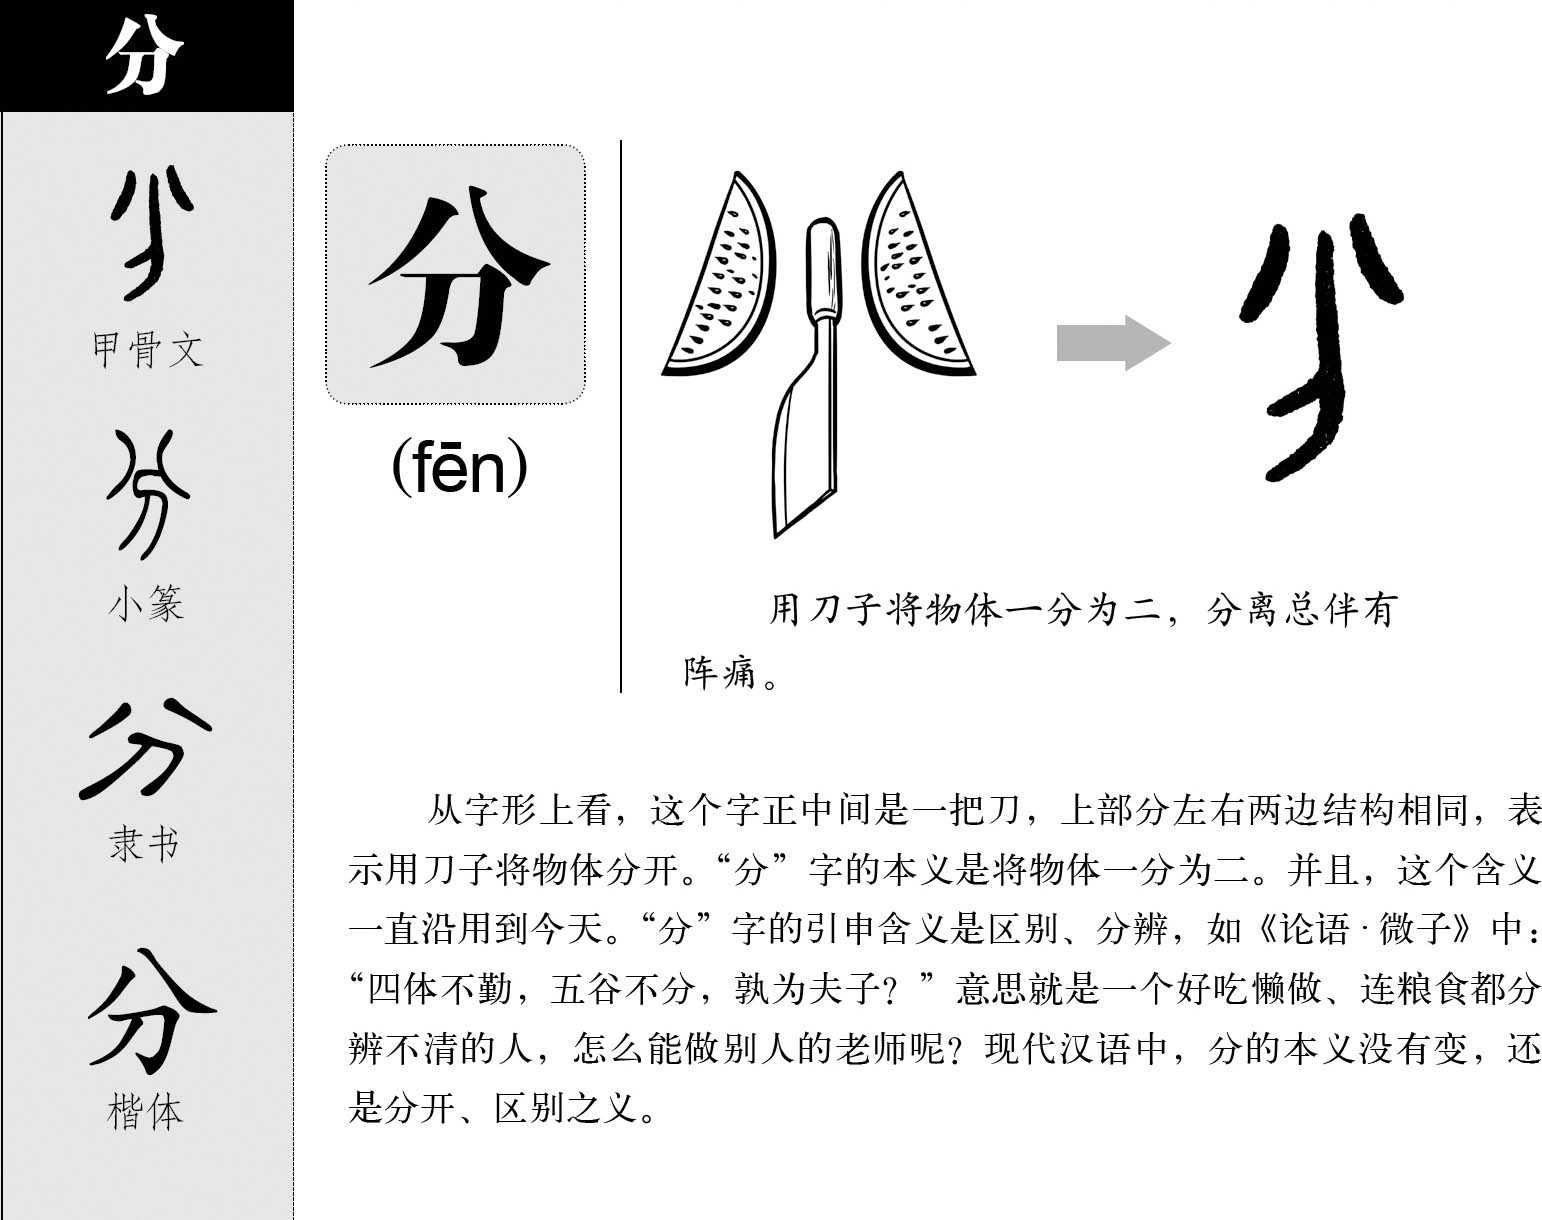 分
分
甲骨文
分
小篆
分
隶书
分
楷体
分
(fēn)
用刀子将物体一分为二，分离总伴有
阵痛。
从字形上看，这个字正中间是一把刀，上部分左右两边结构相同，表
示用刀子将物体分开。“分”字的本义是将物体一分为二。并且，这个含义
一直沿用到今天。“分”字的引申含义是区别、分辨，如《论语·微子》中：
“四体不勤，五谷不分，孰为夫子？”意思就是一个好吃懒做、连粮食都分
辨不清的人，怎么能做别人的老师呢？现代汉语中，分的本义没有变，还
是分开、区别之义。